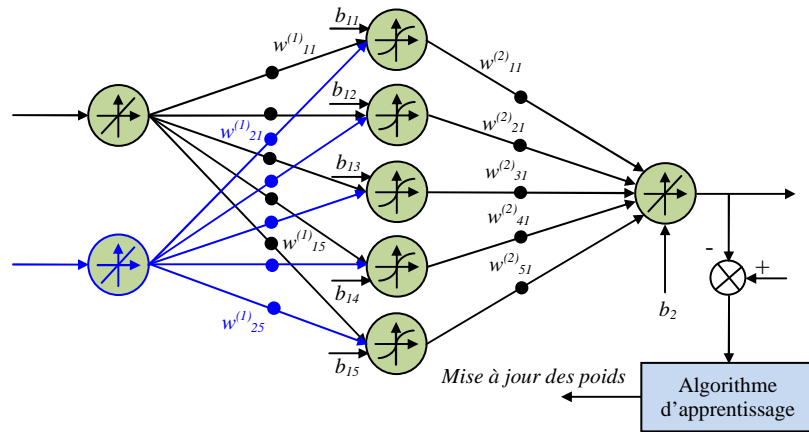 b₁₁
w⁽¹⁾₁₁
w⁽²⁾₁₁
b₁₂
w⁽¹⁾₂₁
w⁽²⁾₂₁
b₁₃
w⁽²⁾₃₁
w⁽²⁾₄₁
w⁽¹⁾₁₅
w⁽²⁾₅₁
-
+
b₁₄
b₂
w⁽¹⁾₂₅
b₁₅
Mise à jour des poids
Algorithme
d'apprentissage